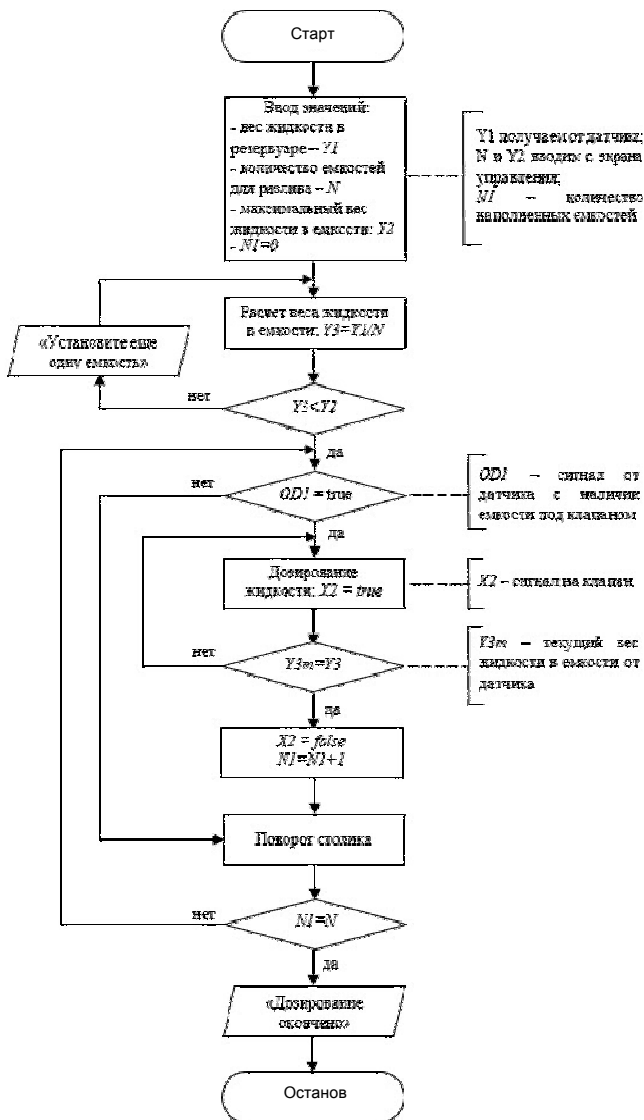 Старт
Ввод значений:
- вес жидкости в
резервуаре – Y1
- количество емкостей
для разлива – N
- максимальный вес
жидкости в емкости: Y2
- N1=0
Y1 получаем от датчика;
N и Y2 вводим с экрана
управления;
N1 – количество
наполненных емкостей
Расчет веса жидкости
в емкости: Y3=Y1/N
«Установите еще
одну емкость»
нет
<Y2
да
нет
OD1 = true
OD1 – сигнал от
датчика о наличии
емкости под клапаном
да
Дозирование
жидкости: X2 = true
X2 – сигнал на клапан
нет
Y3m=Y3
Y3m – текущий вес
жидкости в емкости от
датчика
да
X2 = false
N1=N1+1
Поворот столика
нет
N1=N
да
«Дозирование
окончено»
Останов